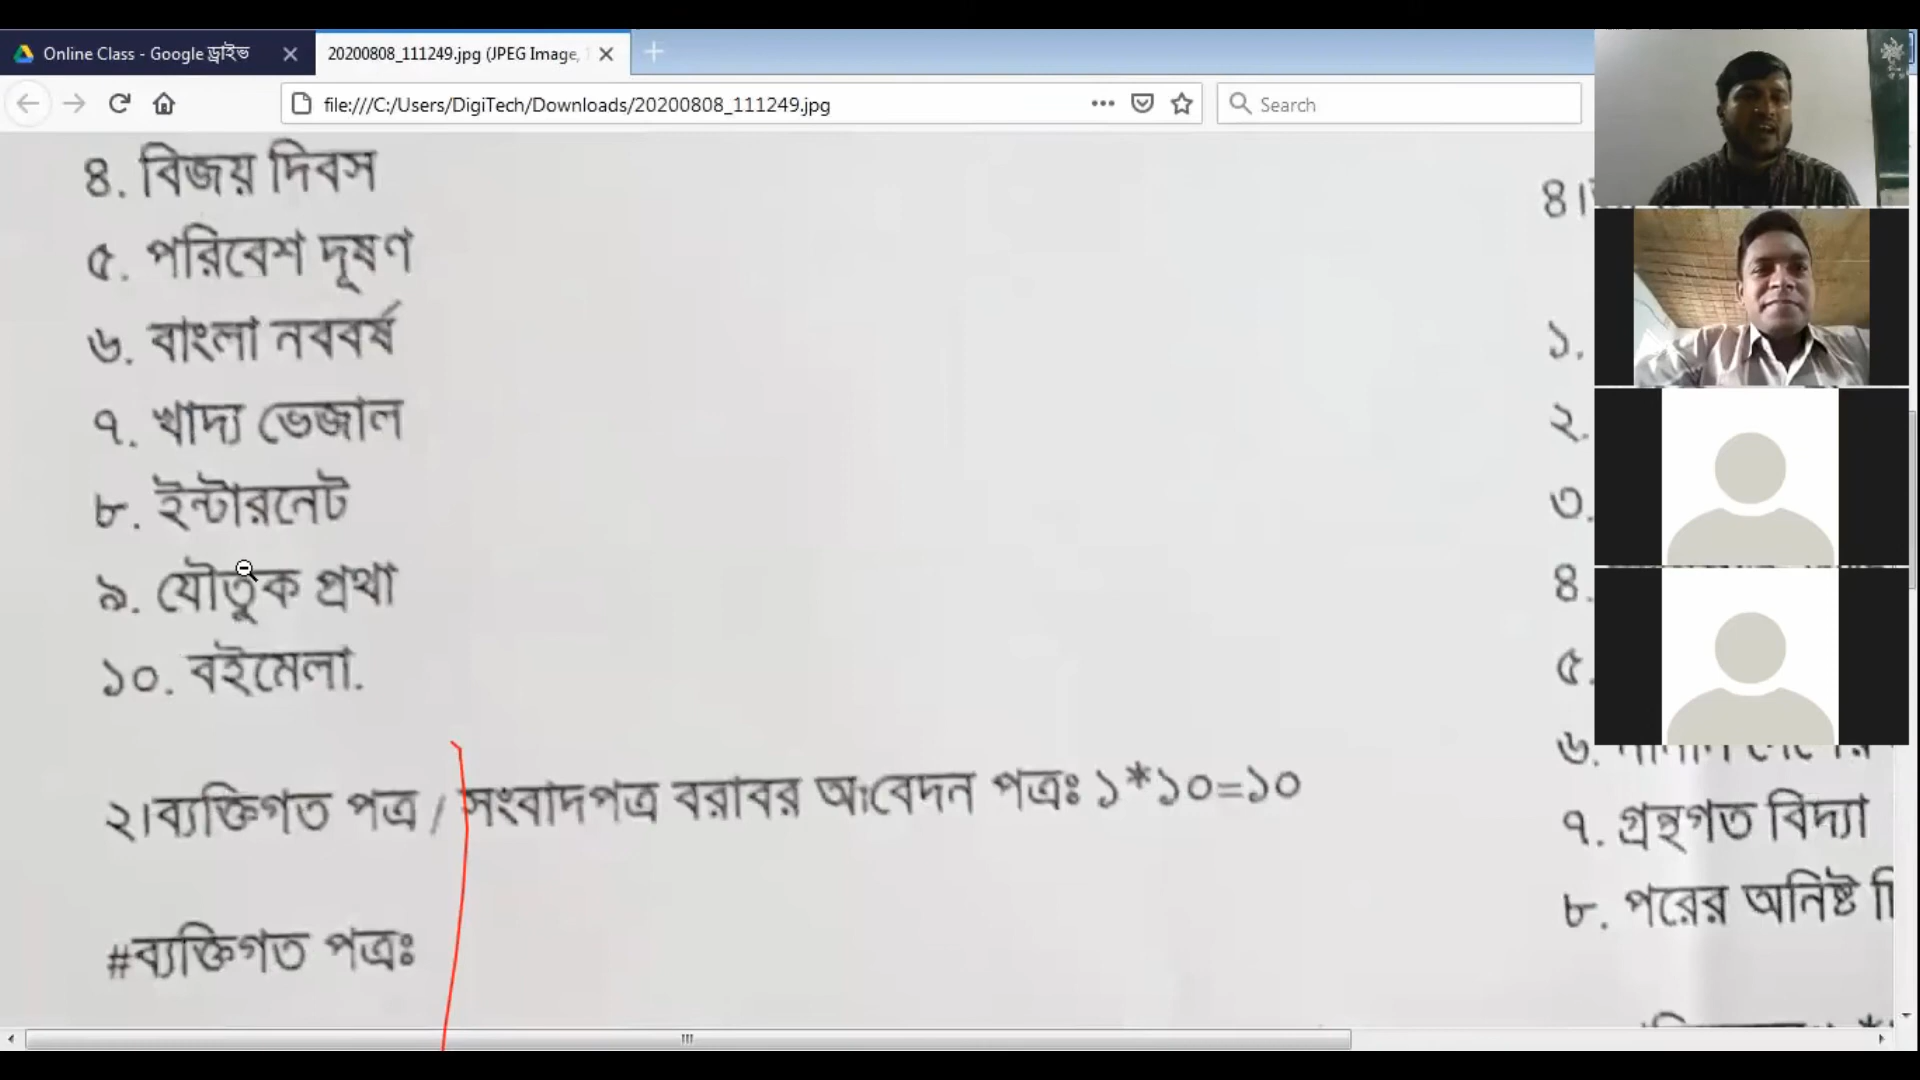 Online Class - Google ড্রাইভ
20200808_111249.jpg (JPEG Image,
file:///C:/Users/DigiTech/Downloads/20200808_111249.jpg
Search
৪. বিজয় দিবস
৫. পরিবেশ দূষণ
৬. বাংলা নববর্ষ
৭. খাদ্য ভেজাল
৮. ইন্টারনেট
৯. যৌতুক প্রথা
১০. বইমেলা.
২।ব্যক্তিগত পত্র / সংবাদপত্র বরাবর আবেদন পত্রঃ ১*১০=১০
#ব্যক্তিগত পত্রঃ
৪।
১.
২.
৩.
৪.
৫.
৬.
৭. গ্রন্থগত বিদ্যা
৮. পরের অনিষ্ট